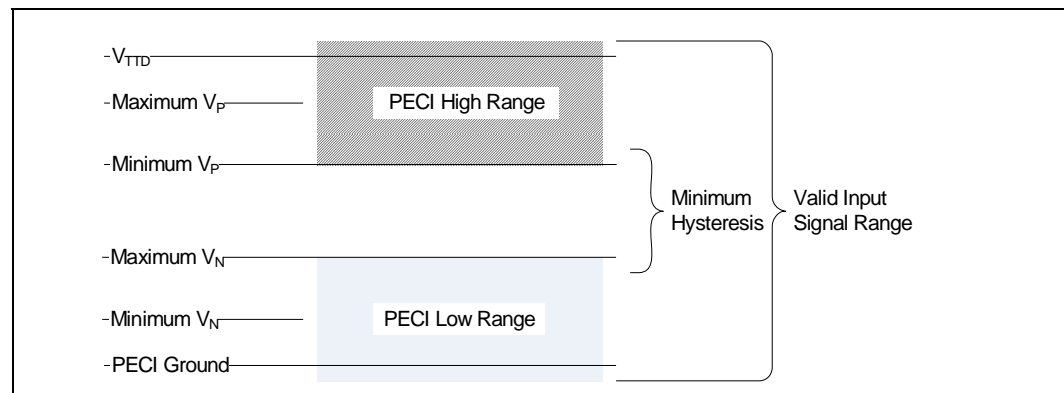 V_TTD
Maximum V_P
PECI High Range
Minimum V_P
Minimum
Hysteresis
Valid Input
Signal Range
Maximum V_N
Minimum V_N
PECI Low Range
PECI Ground